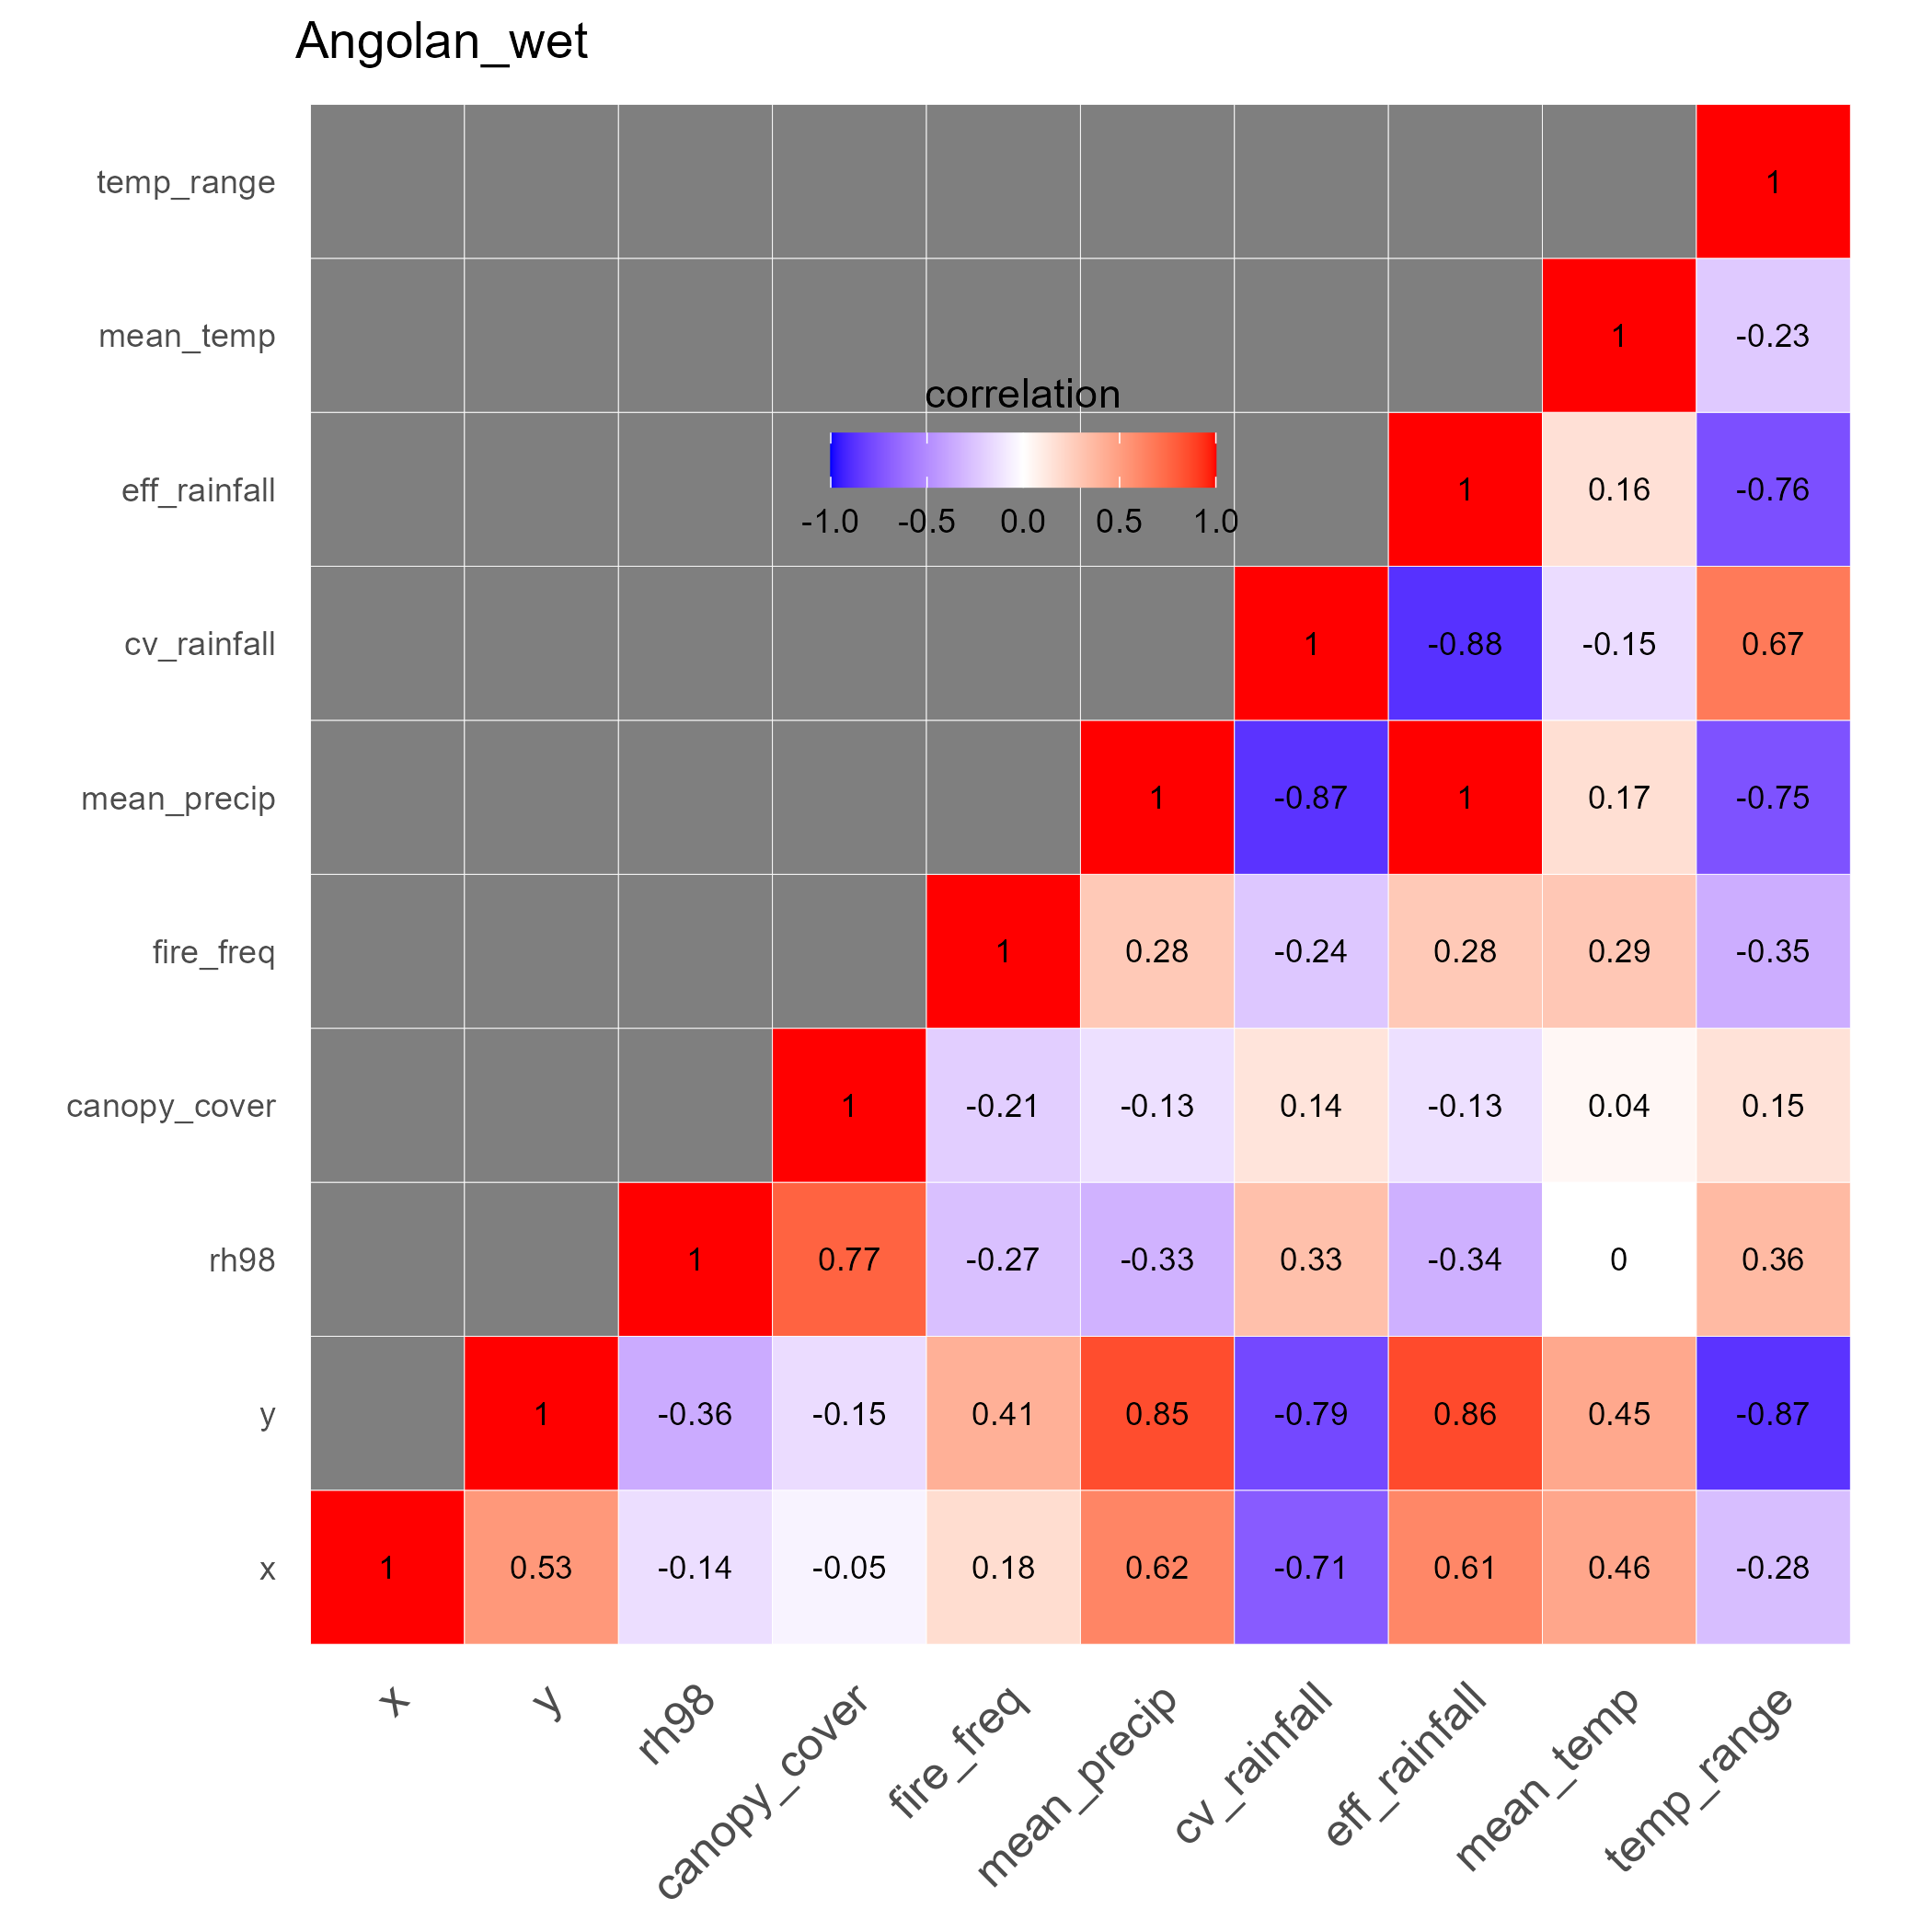 Angolan_wet
temp_range
1
mean_temp
1
-0.23
correlation
-1.0
-0.5
0.0
0.5
1.0
eff_rainfall
1
0.16
-0.76
cv_rainfall
1
-0.88
-0.15
0.67
mean_precip
1
-0.87
1
0.17
-0.75
fire_freq
1
0.28
-0.24
0.28
0.29
-0.35
canopy_cover
1
-0.21
-0.13
0.14
-0.13
0.04
0.15
rh98
1
0.77
-0.27
-0.33
0.33
-0.34
0
0.36
y
1
-0.36
-0.15
0.41
0.85
-0.79
0.86
0.45
-0.87
x
1
0.53
-0.14
-0.05
0.18
0.62
-0.71
0.61
0.46
-0.28
x
y
rh98
canopy_cover
fire_freq
mean_precip
cv_rainfall
eff_rainfall
mean_temp
temp_range